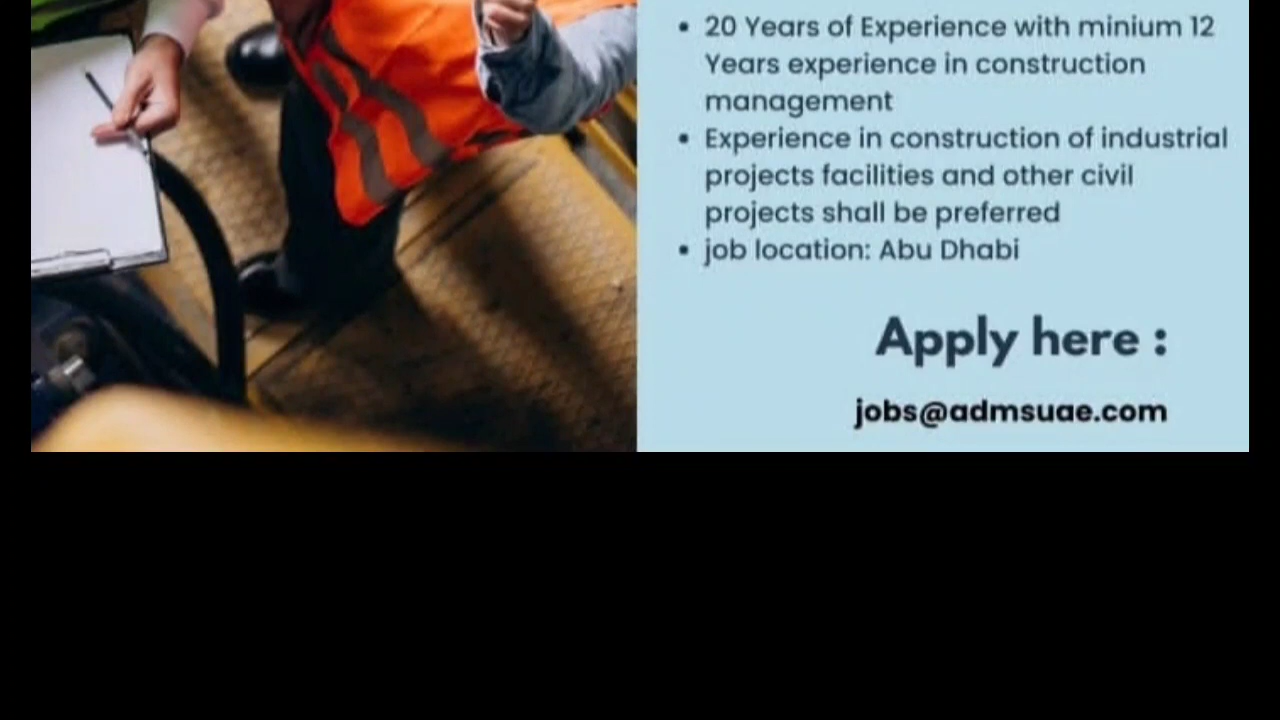 • 20 Years of Experience with minium 12
Years experience in construction
management
• Experience in construction of industrial
projects facilities and other civil
projects shall be preferred
• job location: Abu Dhabi
Apply here :
jobs@admsuae.com